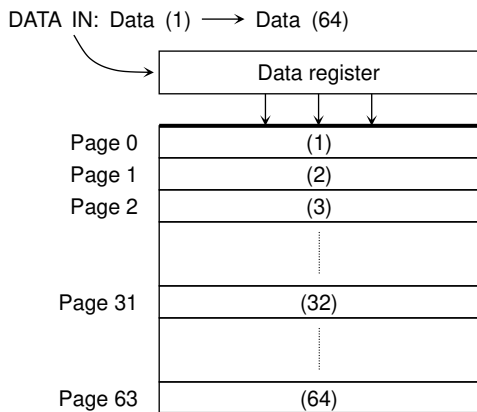 DATA IN: Data (1) ⟶ Data (64)
Data register
Page 0 (1)
Page 1 (2)
Page 2 (3)
Page 31 (32)
Page 63 (64)